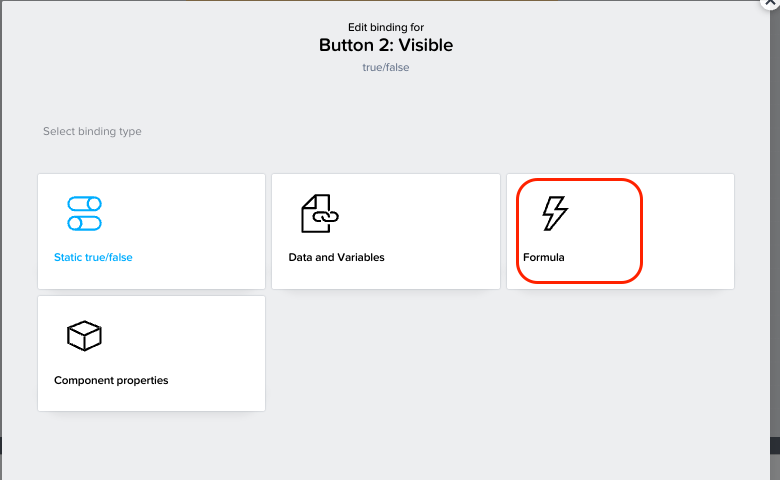 Edit binding for
Button 2: Visible
true/false
Select binding type
Static true/false
Data and Variables
Formula
Component properties